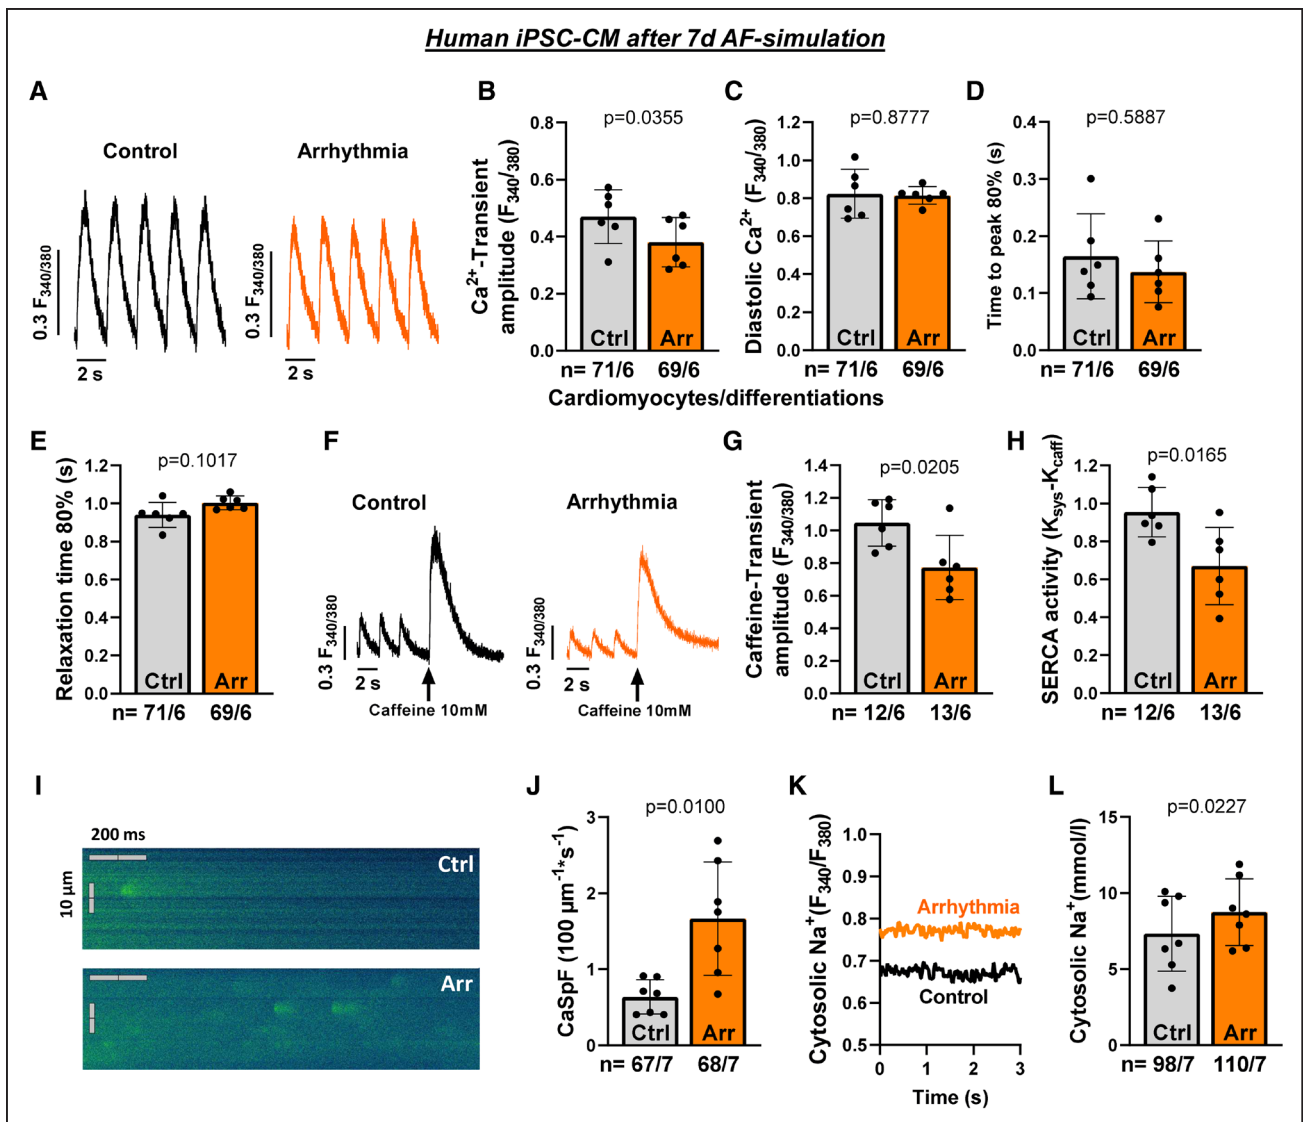 Human iPSC-CM after 7d AF-simulation
A
Control
Arrhythmia
0.3 F340/380
2 s
0.3 F340/380
2 s
B
p=0.0355
Ca2+-Transient
amplitude (F340/380)
0.8
0.6
0.4
0.2
0.0
Ctrl
Arr
n= 71/6
69/6
C
p=0.8777
Diastolic Ca2+ (F340/380)
1.2
1.0
0.8
0.6
0.4
0.2
0.0
Ctrl
Arr
n= 71/6
69/6
D
p=0.5887
Time to peak 80% (s)
0.4
0.3
0.2
0.1
0.0
Ctrl
Arr
n= 71/6
69/6
Cardiomyocytes/differentiations
E
p=0.1017
Relaxation time 80% (s)
1.2
1.0
0.8
0.6
0.4
0.2
0.0
Ctrl
Arr
n= 71/6
69/6
F
Control
Arrhythmia
0.3 F340/380
2 s
Caffeine 10mM
0.3 F340/380
2 s
Caffeine 10mM
G
p=0.0205
Caffeine-Transient
amplitude (F340/380)
1.4
1.2
1.0
0.8
0.6
0.4
0.2
0.0
Ctrl
Arr
n= 12/6
13/6
H
p=0.0165
SERCA activity (Ksys-Kcaff)
1.2
1.0
0.8
0.6
0.4
0.2
0.0
Ctrl
Arr
n= 12/6
13/6
I
200 ms
10 µm
Ctrl
Arr
J
p=0.0100
CaSpF (100 µm-1*s-1)
3
2
1
0
Ctrl
Arr
n= 67/7
68/7
K
Cytosolic Na+(F340/F380)
1.0
0.9
0.8
0.7
0.6
0.5
Arrhythmia
Control
0
1
2
3
Time (s)
L
p=0.0227
Cytosolic Na+(mmol/l)
15
10
5
0
Ctrl
Arr
n= 98/7
110/7